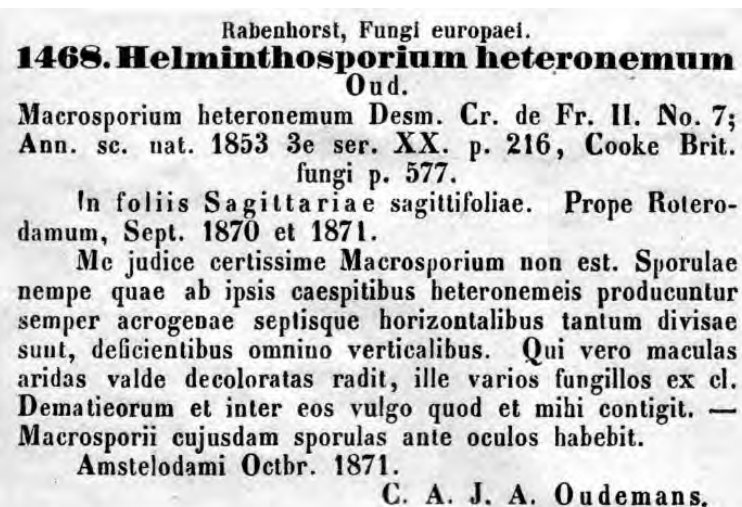 Rabenhorst, Fungi europaei.
1468. Helminthosporium heteronemum
Oud.
Macrosporium heteronemum Desm. Cr. de Fr. II. No. 7;
Ann. sc. nat. 1853 3e ser. XX. p. 216, Cooke Brit.
fungi p. 577.
In foliis Sagittariae sagittifoliae. Prope Rotero-
damum, Sept. 1870 et 1871.
Me judice certissime Macrosporium non est. Sporulae
nempe quae ab ipsis caespitibus heteronemeis producuntur
semper acrogenae septisque horizontalibus tantum divisae
sunt, deficientibus omnino verticalibus. Qui vero maculas
aridas valde decoloratas radit, ille varios fungillos ex cl.
Dematieorum et inter eos vulgo quod et mihi contigit. —
Macrosporii cujusdam sporulas ante oculos habebit.
Amstelodami Octbr. 1871.
C. A. J. A. Oudemans.